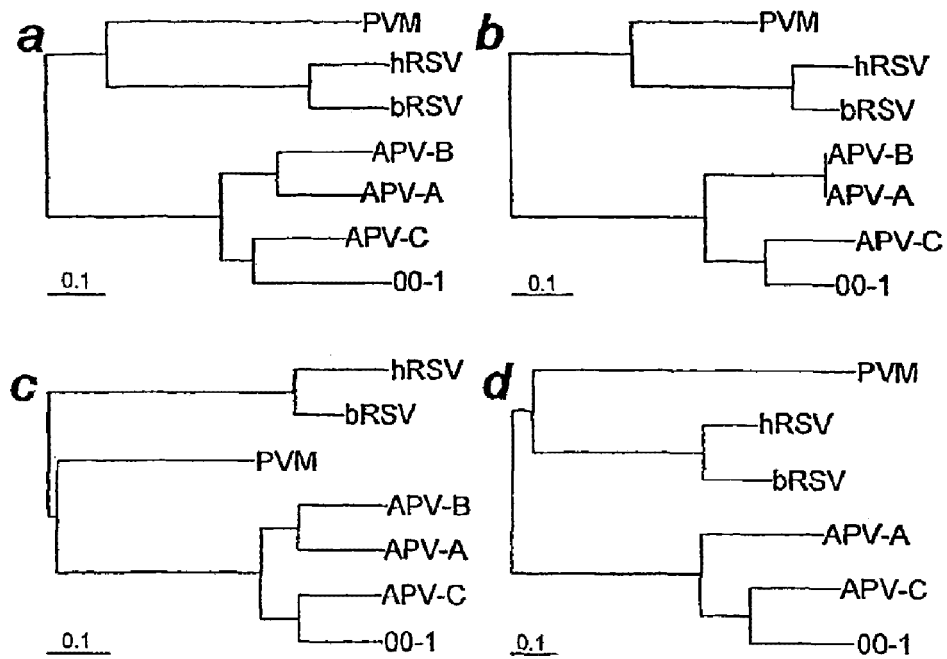 a
PVM
hRSV
bRSV
APV-B
APV-A
APV-C
00-1
0.1
b
PVM
hRSV
bRSV
APV-B
APV-A
APV-C
00-1
0.1
c
hRSV
bRSV
PVM
APV-B
APV-A
APV-C
00-1
0.1
d
PVM
hRSV
bRSV
APV-A
APV-C
00-1
0.1